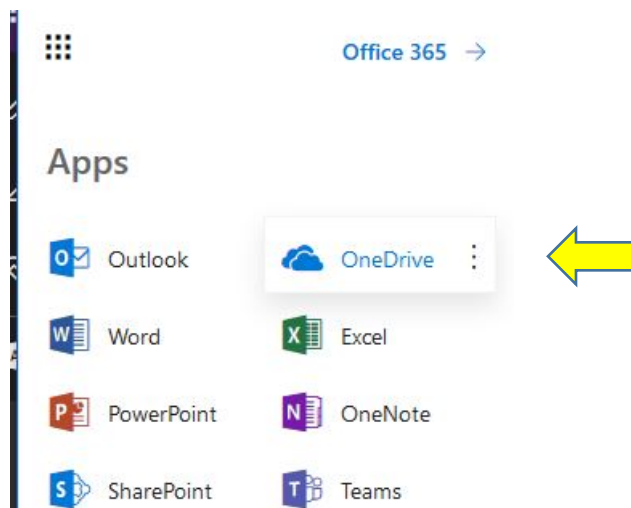 Office 365 →
Apps
Outlook OneDrive
Word Excel
PowerPoint OneNote
SharePoint Teams